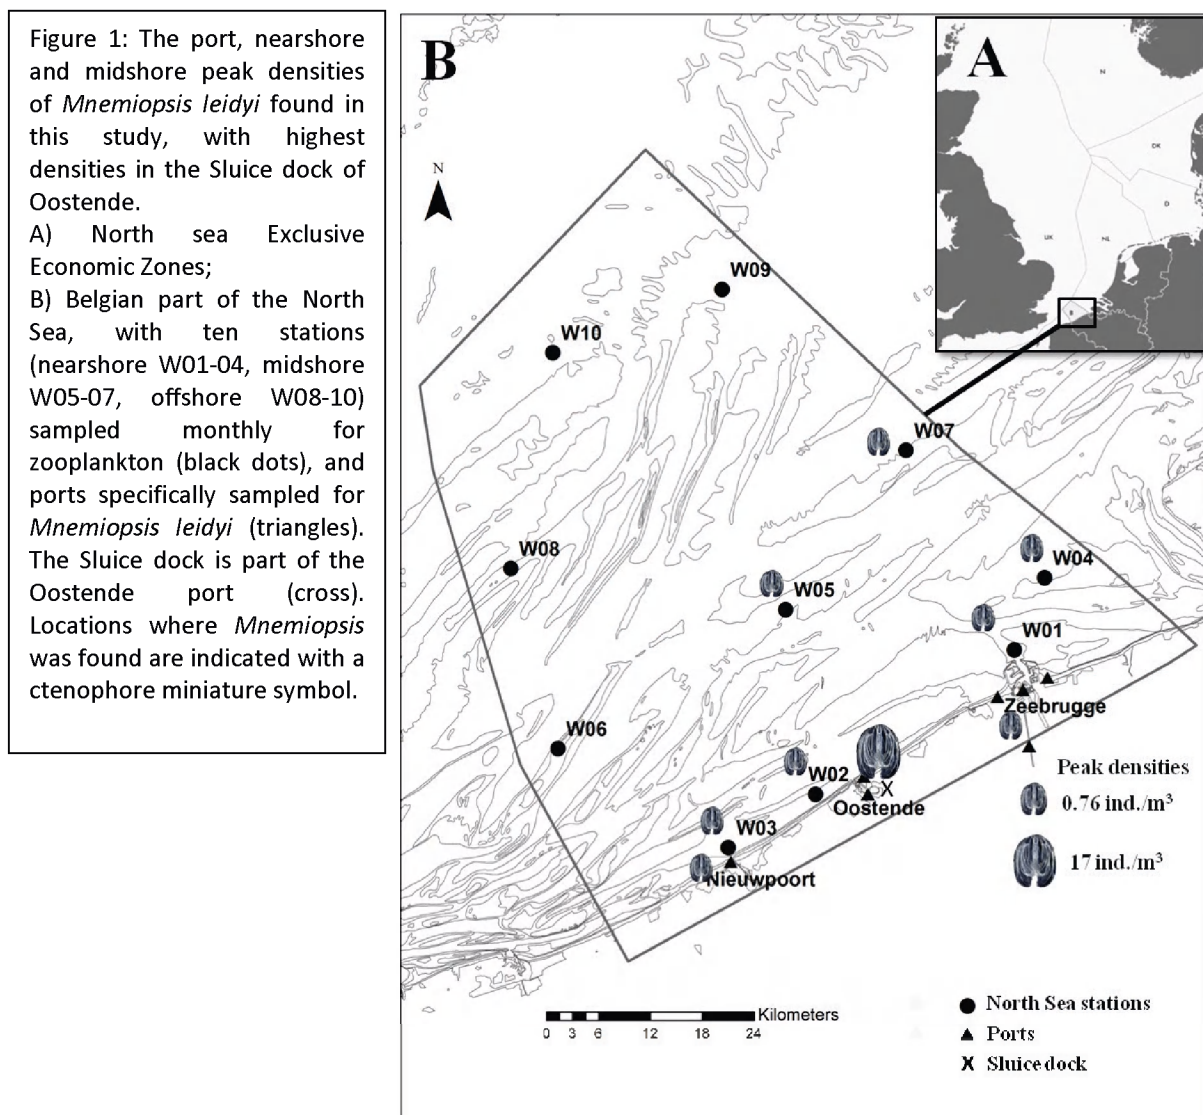 Figure 1: The port, nearshore
and midshore peak densities
of Mnemiopsis leidyi found in
this study, with highest
densities in the Sluice dock of
Oostende.
A) North sea Exclusive
Economic Zones;
B) Belgian part of the North
Sea, with ten stations
(nearshore W01-04, midshore
W05-07, offshore W08-10)
sampled monthly for
zooplankton (black dots), and
ports specifically sampled for
Mnemiopsis leidyi (triangles).
The Sluice dock is part of the
Oostende port (cross).
Locations where Mnemiopsis
was found are indicated with a
ctenophore miniature symbol.
B
A
N
DK
D
UK
NL
B
N
W09
W10
W07
W08
W04
W05
W01
Zeebrugge
W06
W02
X
Oostende
W03
Nieuwpoort
Peak densities
0.76 ind./m³
17 ind./m³
Kilometers
0 3 6 12 18 24
North Sea stations
Ports
X Sluice dock